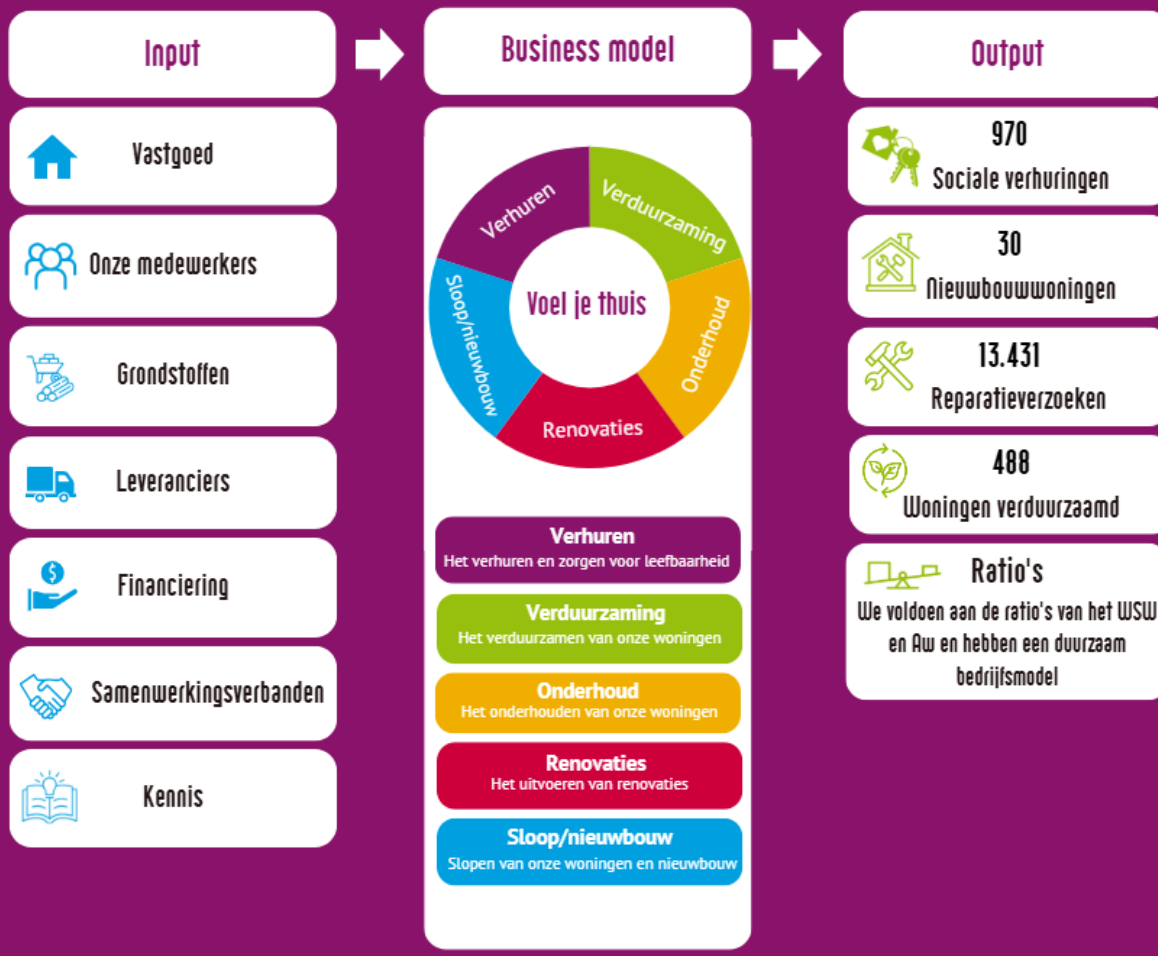 Input
Vastgoed
Onze medewerkers
Grondstoffen
Leveranciers
Financiering
Samenwerkingsverbanden
Kennis
Business model
Verhuren
Verduurzaming
Onderhoud
Renovaties
Sloop/nieuwbouw
Voel je thuis
Verhuren
Het verhuren en zorgen voor leefbaarheid
Verduurzaming
Het verduurzamen van onze woningen
Onderhoud
Het onderhouden van onze woningen
Renovaties
Het uitvoeren van renovaties
Sloop/nieuwbouw
Slopen van onze woningen en nieuwbouw
Output
970
Sociale verhuringen
30
Nieuwbouwwoningen
13.431
Reparatieverzoeken
488
Woningen verduurzaamd
Ratio's
We voldoen aan de ratio's van het WSW
en Aw en hebben een duurzaam
bedrijfsmodel